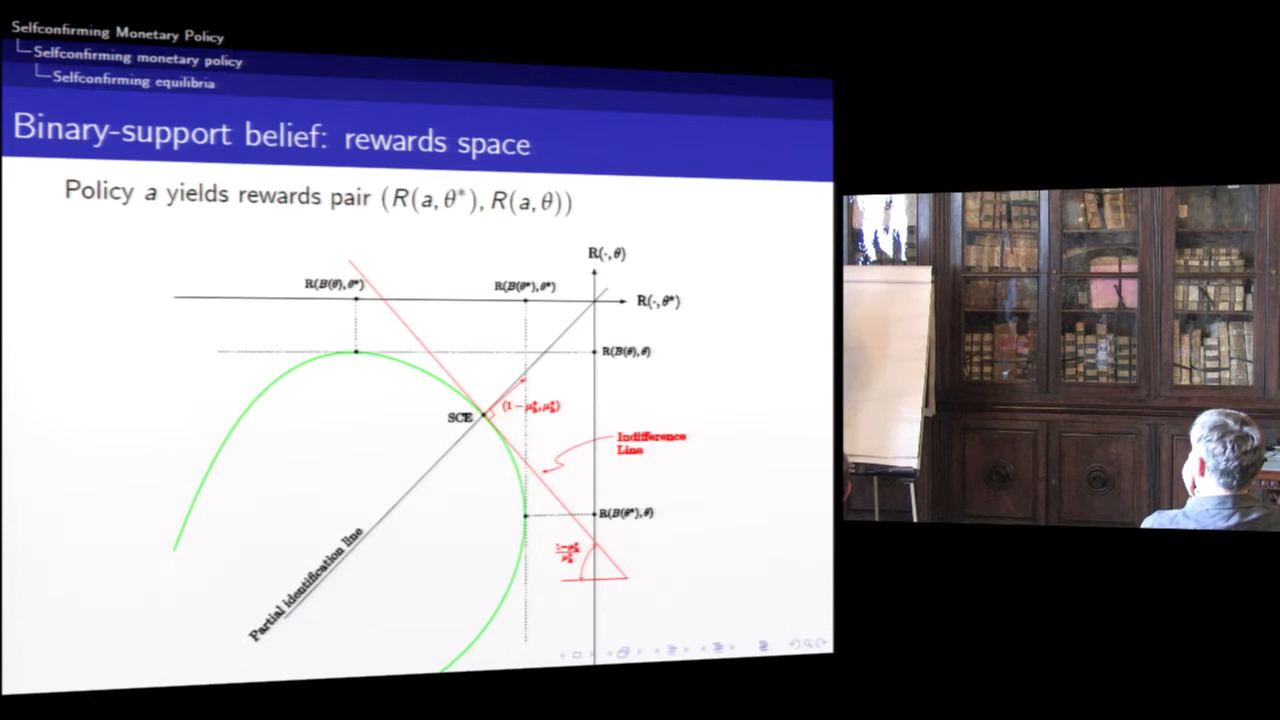 Selfconfirming Monetary Policy
Selfconfirming monetary policy
Selfconfirming equilibria
Binary-support belief: rewards space
Policy a yields rewards pair (R(a, θ*), R(a, θ))
R(·, θ)
R(B(θ), θ*)
R(B(θ*), θ*)
R(·, θ*)
R(B(θ), θ)
SCE
Indifference
Line
R(B(θ*), θ)
Partial identification line